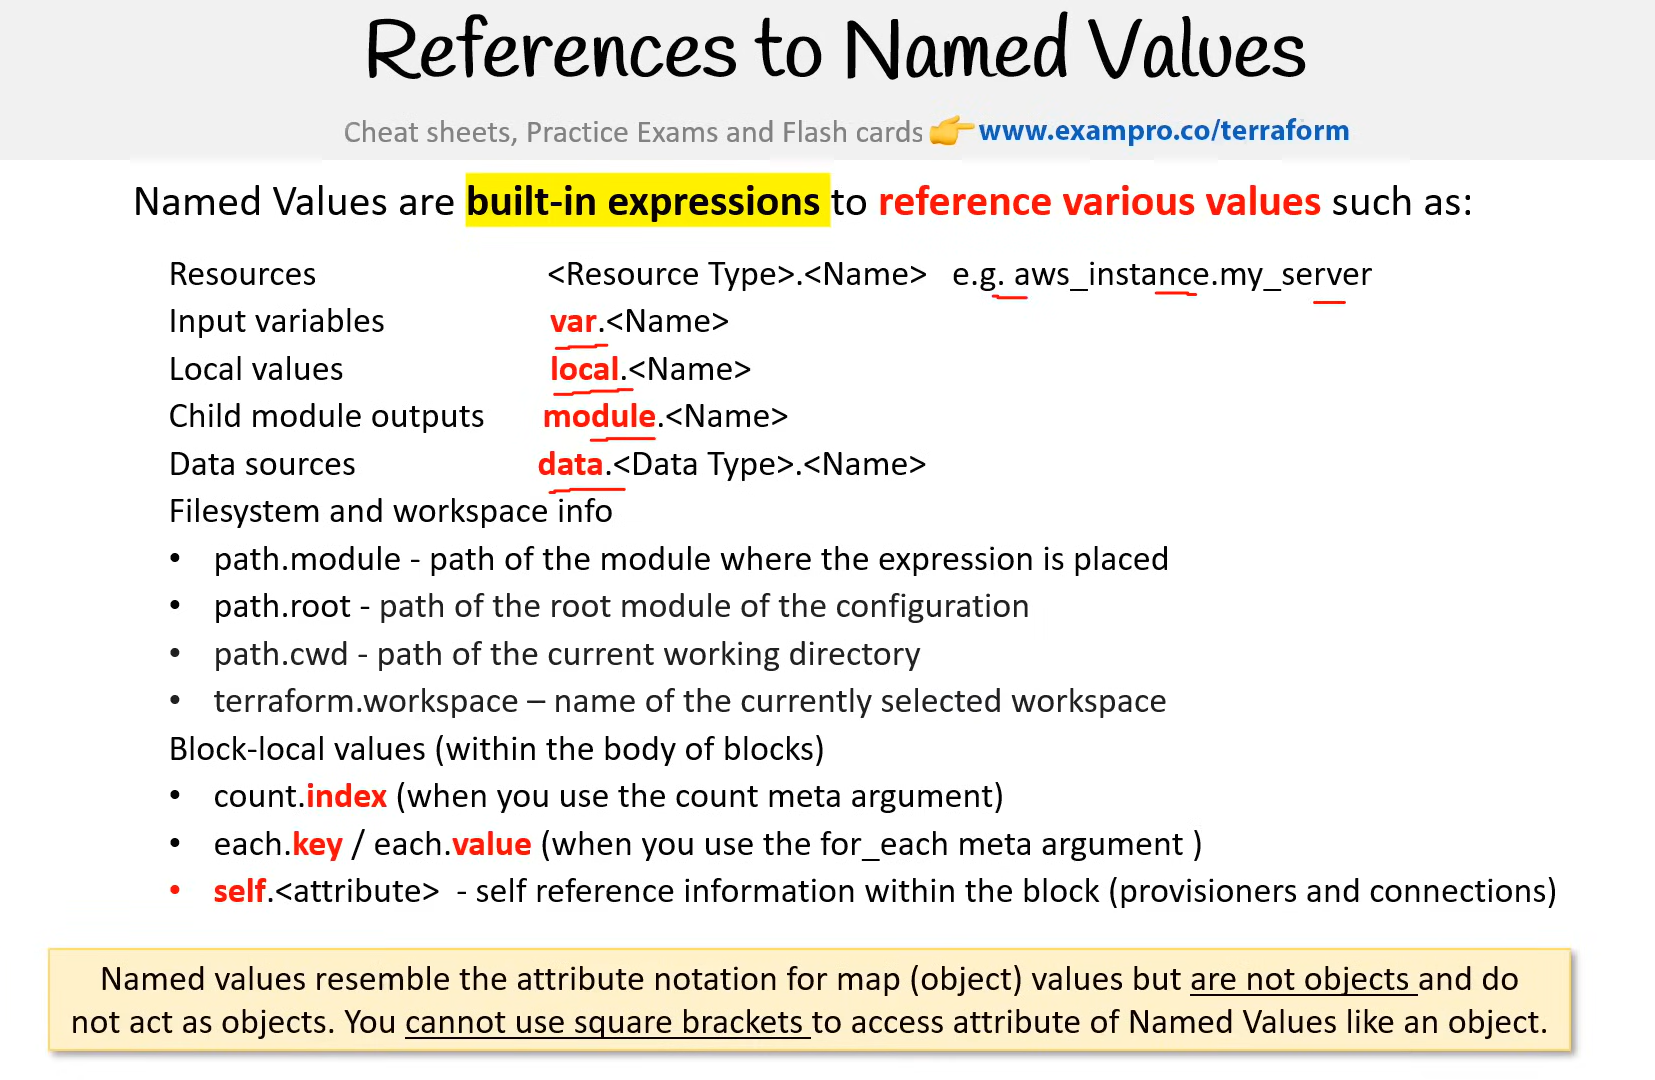 References to Named Values
Cheat sheets, Practice Exams and Flash cards 👉 www.exampro.co/terraform
Named Values are built-in expressions to reference various values such as:
Resources <Resource Type>.<Name> e.g. aws_instance.my_server
Input variables var.<Name>
Local values local.<Name>
Child module outputs module.<Name>
Data sources data.<Data Type>.<Name>
Filesystem and workspace info
• path.module - path of the module where the expression is placed
• path.root - path of the root module of the configuration
• path.cwd - path of the current working directory
• terraform.workspace – name of the currently selected workspace
Block-local values (within the body of blocks)
• count.index (when you use the count meta argument)
• each.key / each.value (when you use the for_each meta argument )
• self.<attribute> - self reference information within the block (provisioners and connections)
Named values resemble the attribute notation for map (object) values but are not objects and do
not act as objects. You cannot use square brackets to access attribute of Named Values like an object.